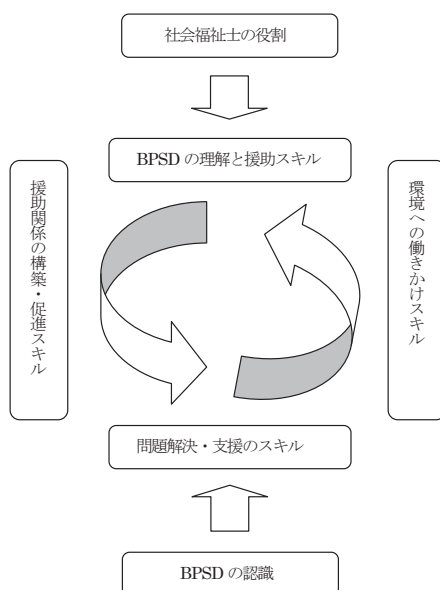 社会福祉士の役割
BPSD の理解と援助スキル
援助関係の構築・促進スキル
環境への働きかけスキル
問題解決・支援のスキル
BPSD の認識